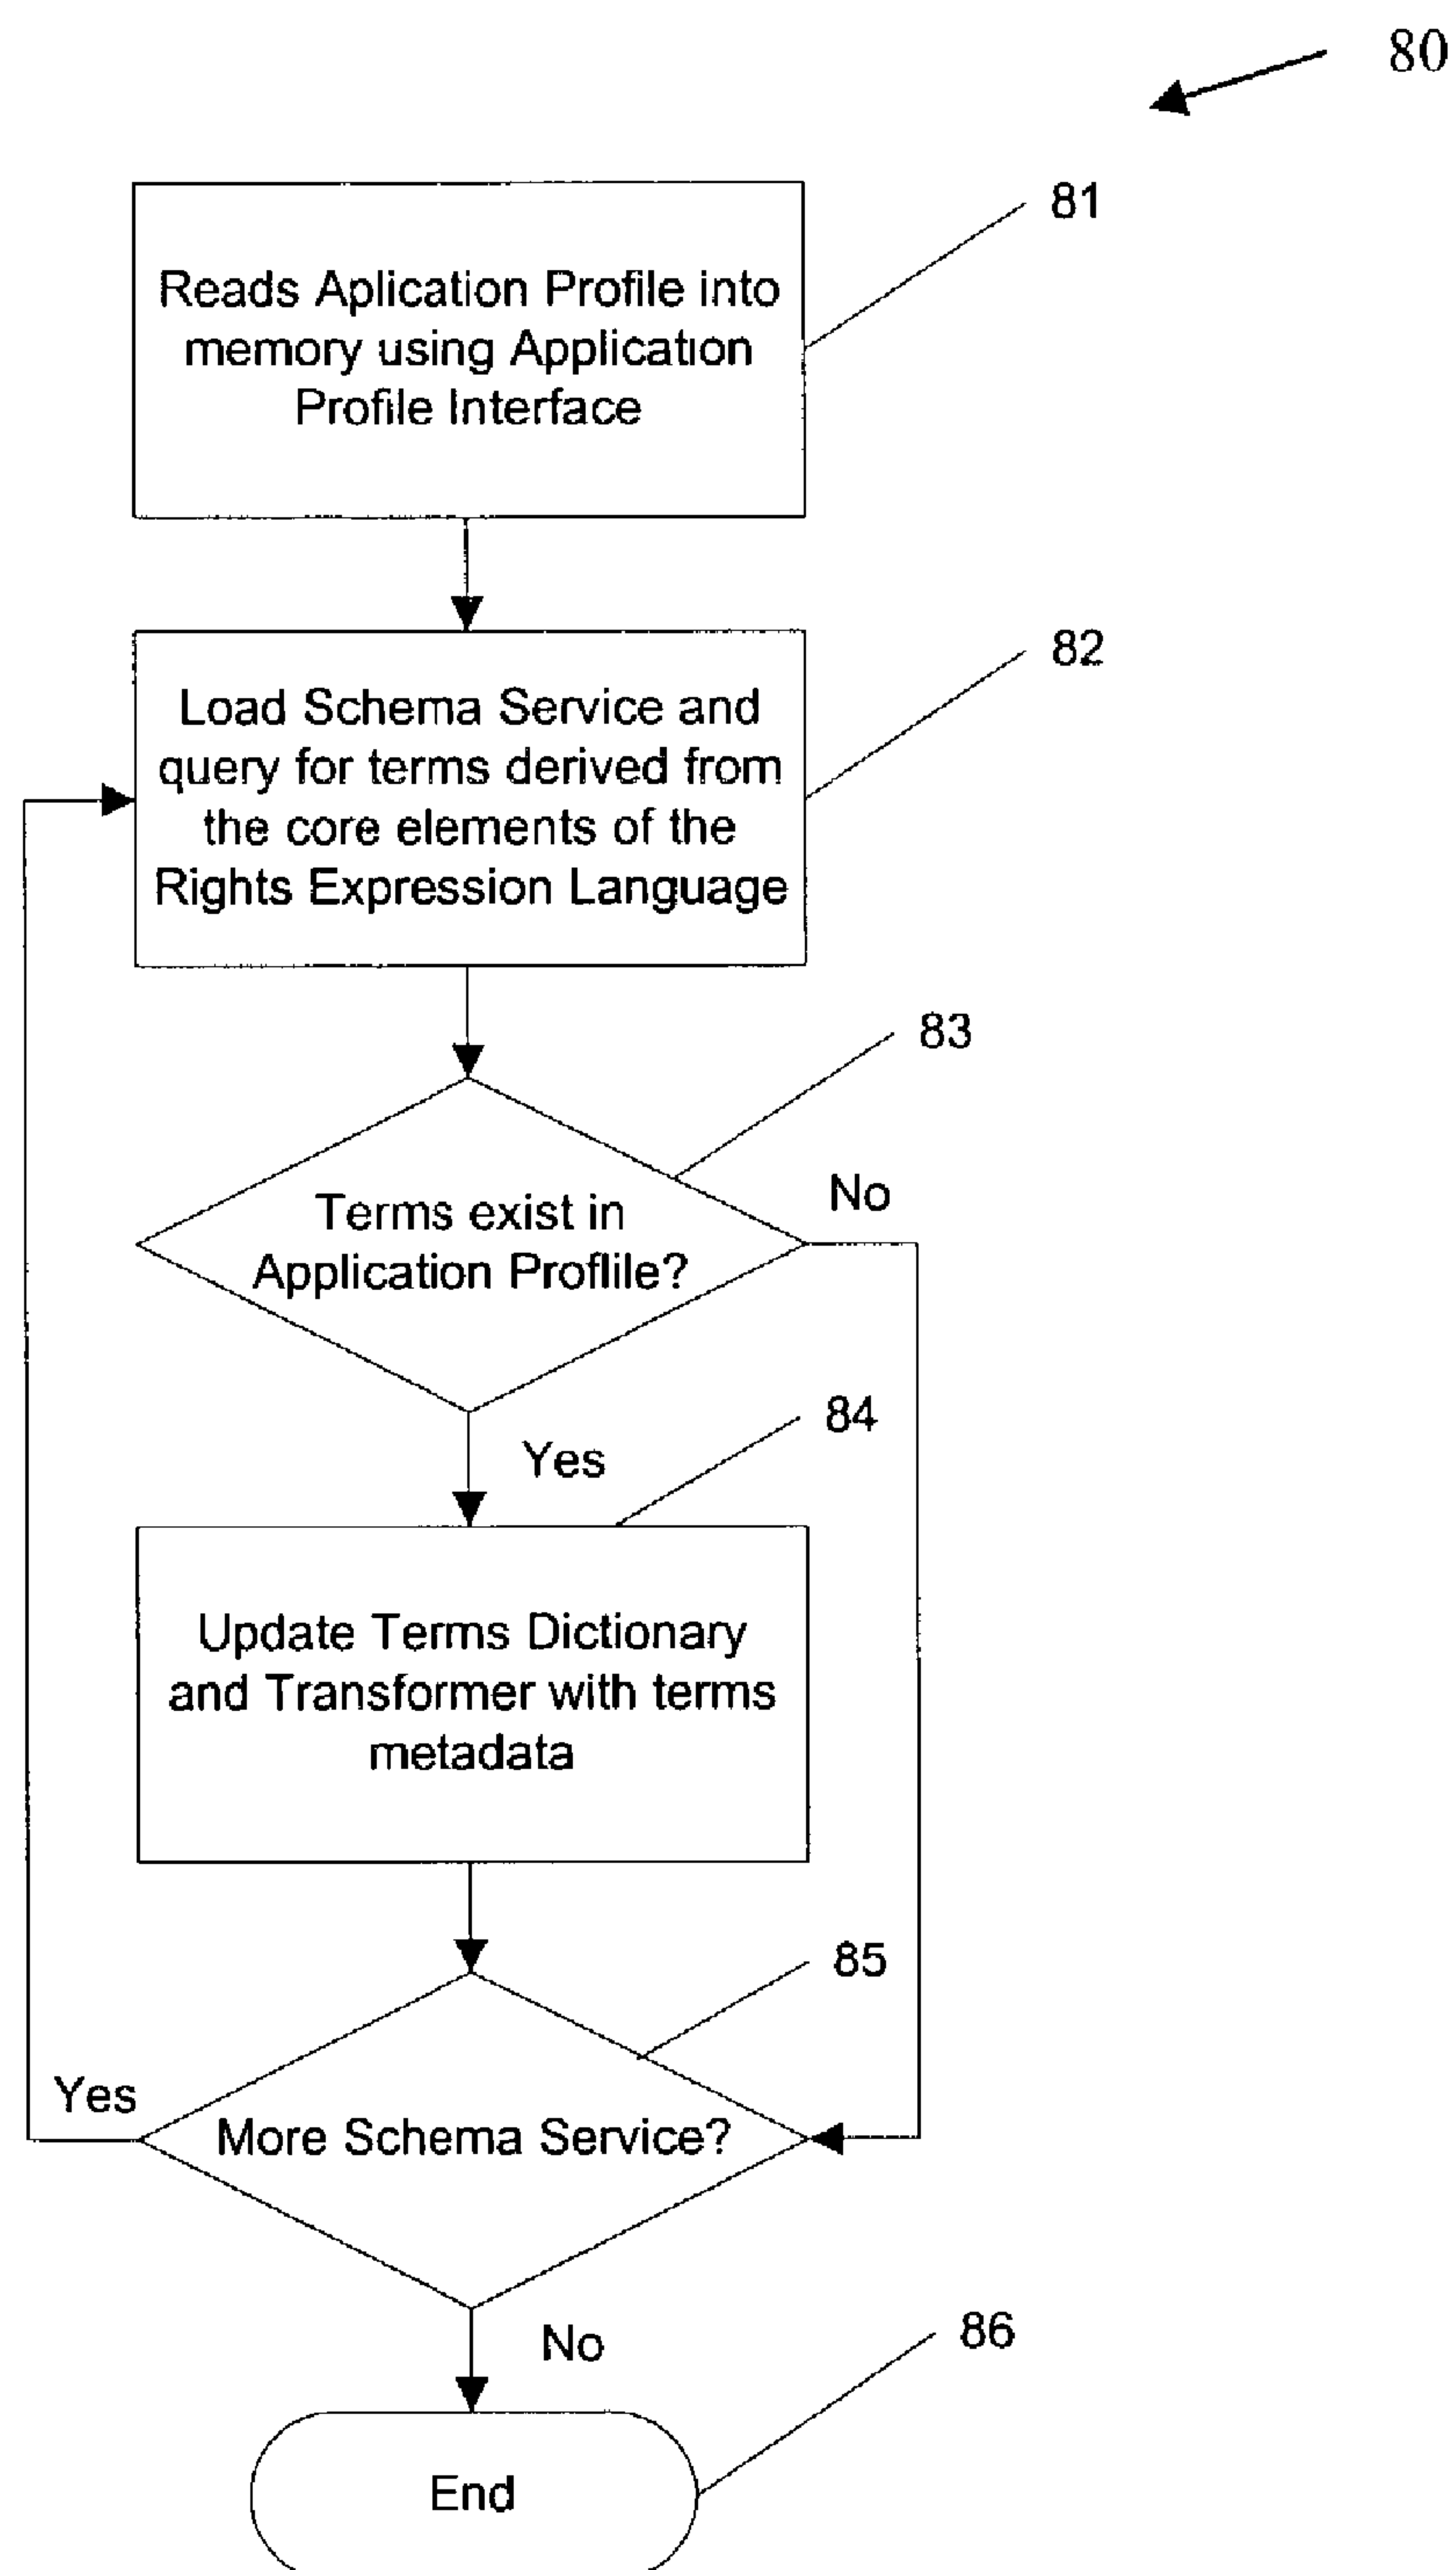 80
81
Reads Aplication Profile into
memory using Application
Profile Interface
82
Load Schema Service and
query for terms derived from
the core elements of the
Rights Expression Language
83
No
Terms exist in
Application Proflile?
Yes
84
Update Terms Dictionary
and Transformer with terms
metadata
85
Yes
More Schema Service?
No
86
End